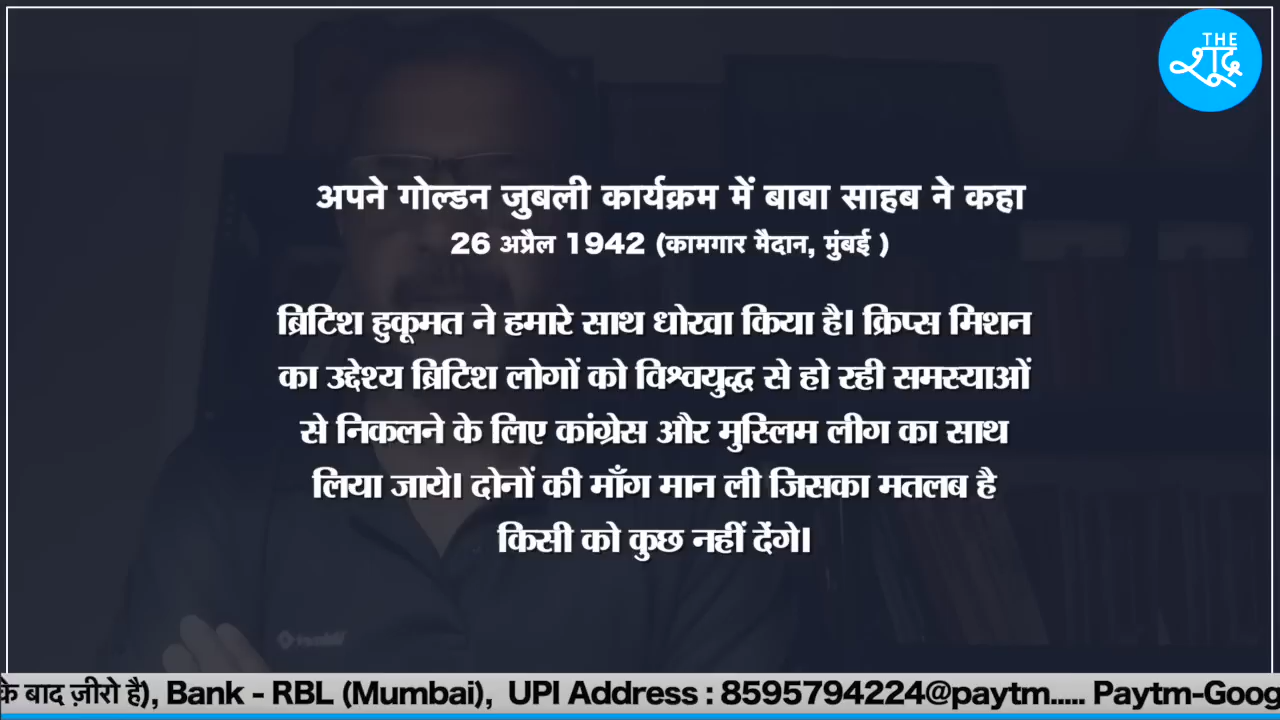 THE
शूद्र
अपने गोल्डन जुबली कार्यक्रम में बाबा साहब ने कहा
26 अप्रैल 1942 (कामगार मैदान, मुंबई )
ब्रिटिश हुकूमत ने हमारे साथ धोखा किया है। क्रिप्स मिशन
का उद्देश्य ब्रिटिश लोगों को विश्वयुद्ध से हो रही समस्याओं
से निकलने के लिए कांग्रेस और मुस्लिम लीग का साथ
लिया जाये। दोनों की माँग मान ली जिसका मतलब है
किसी को कुछ नहीं देंगे।
के बाद ज़ीरो है), Bank - RBL (Mumbai), UPI Address : 8595794224@paytm..... Paytm-Goog